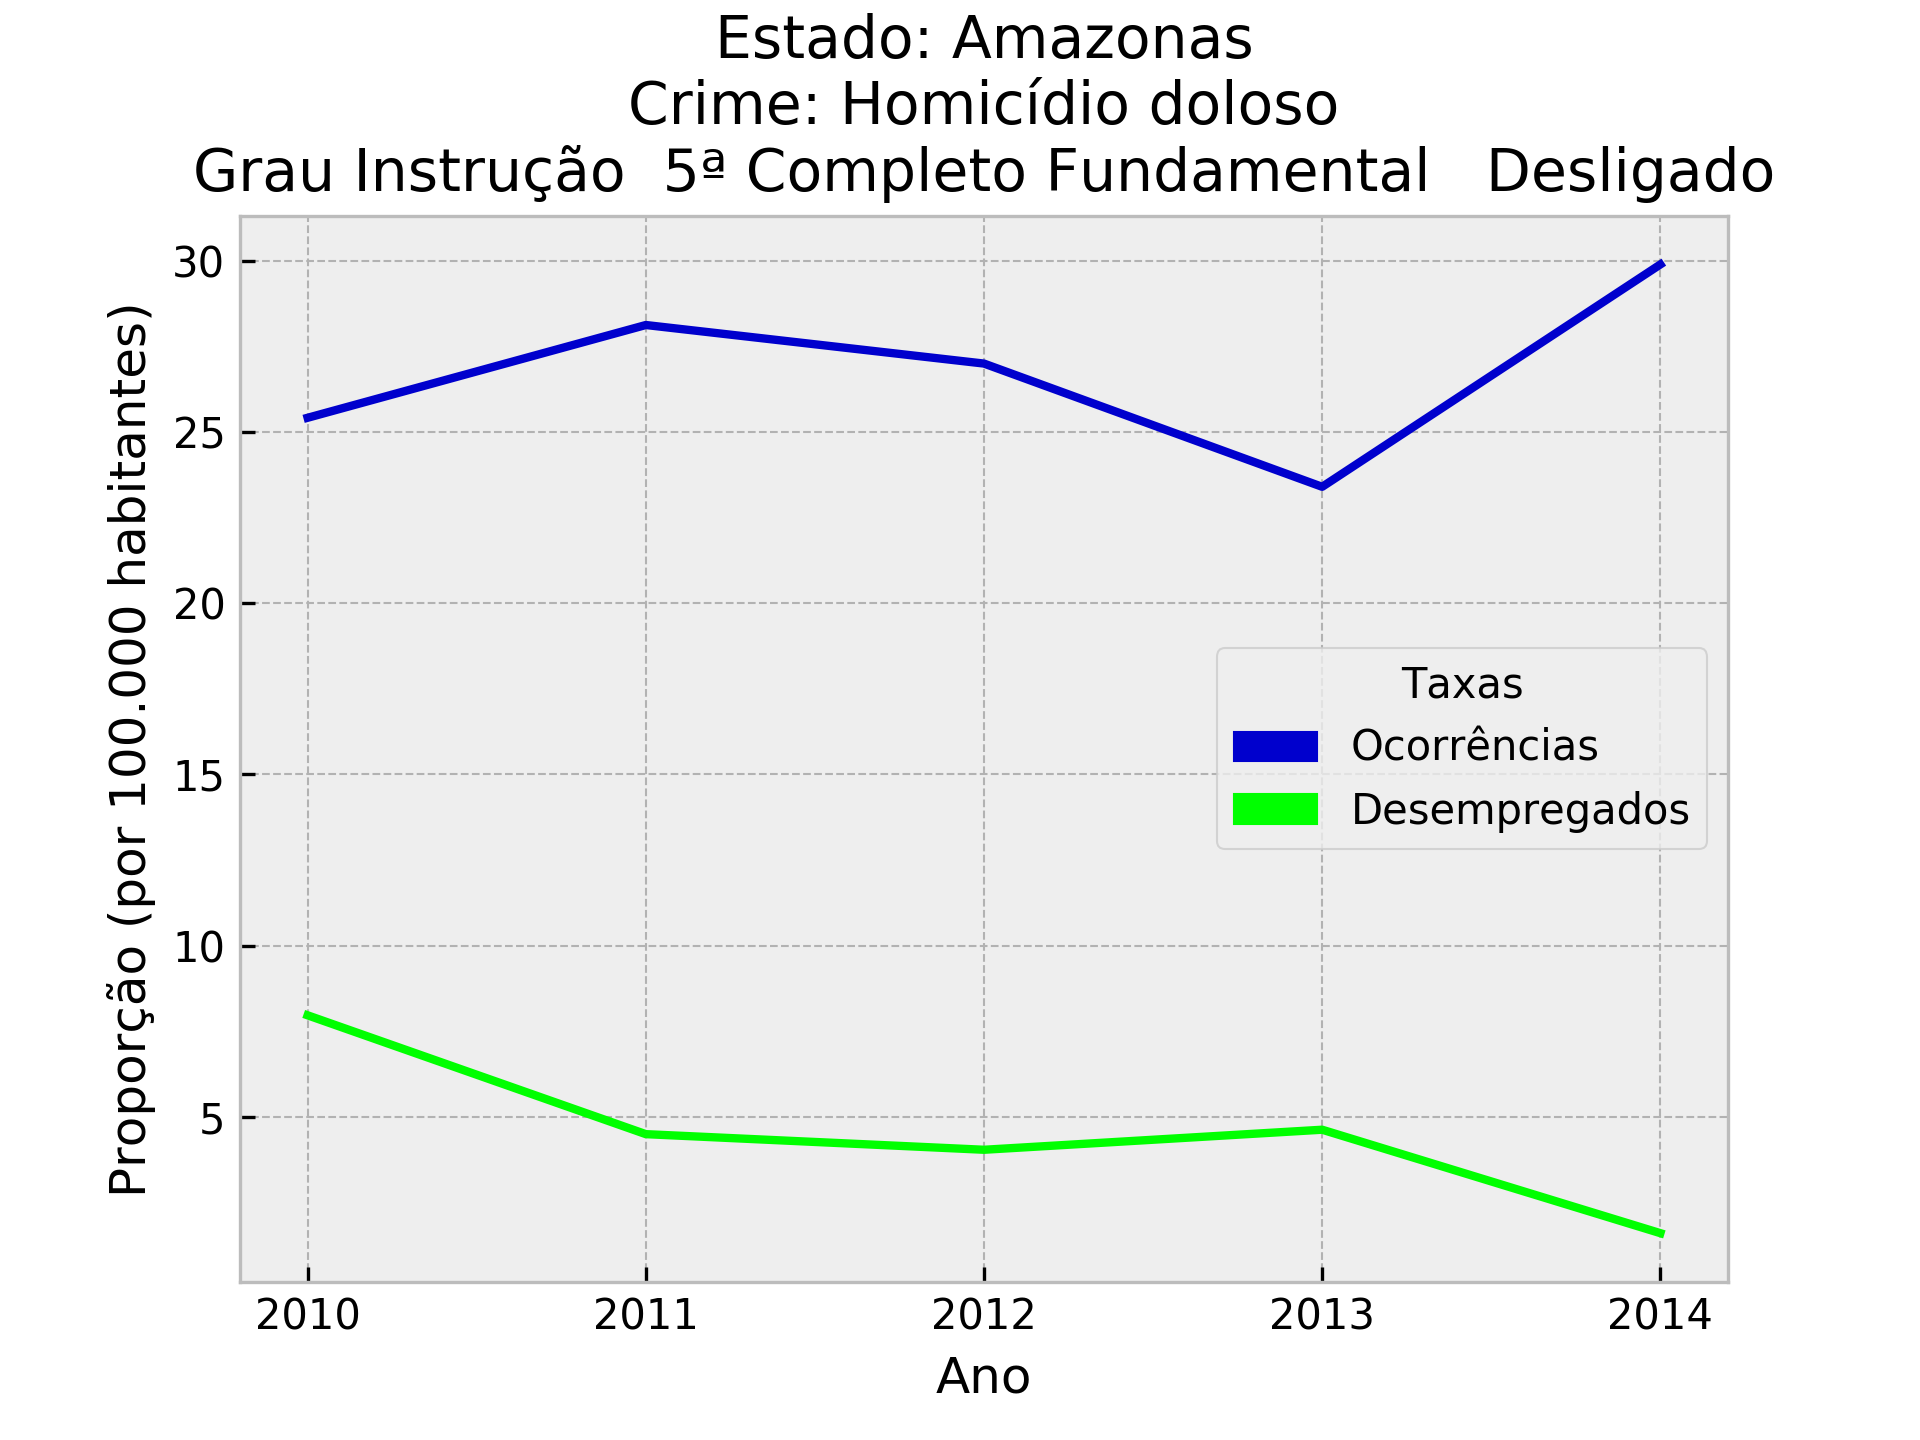 Estado: Amazonas
Crime: Homicídio doloso
Grau Instrução  5ª Completo Fundamental   Desligado
Proporção (por 100.000 habitantes)
30
25
20
15
10
5
Taxas
Ocorrências
Desempregados
2010 2011 2012 2013 2014
Ano